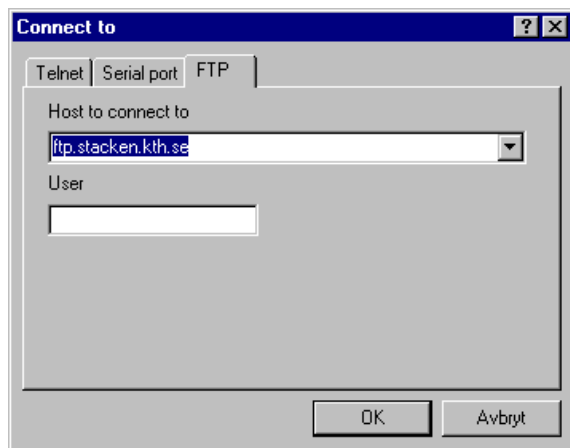 Connect to
Telnet Serial port FTP
Host to connect to
ftp.stacken.kth.se
User
OK Avbryt